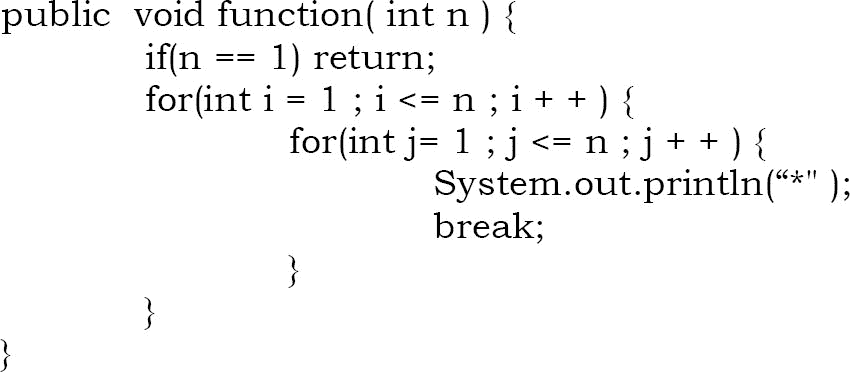 public  void function( int n ) {
if(n == 1) return;
for(int i = 1 ; i <= n ; i + + ) {
for(int j= 1 ; j <= n ; j + + ) {
System.out.println(“*" );
break;
}
}
}